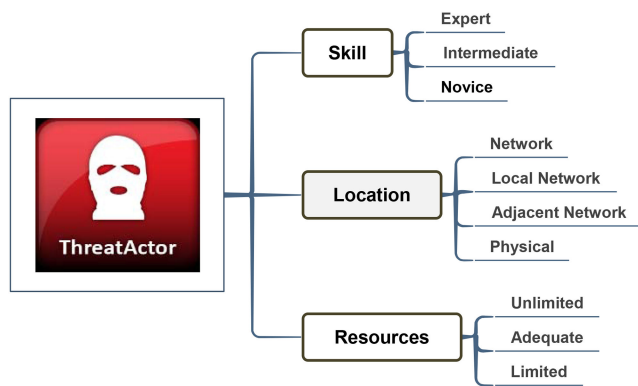 ThreatActor
Skill
Expert
Intermediate
Novice
Location
Network
Local Network
Adjacent Network
Physical
Resources
Unlimited
Adequate
Limited